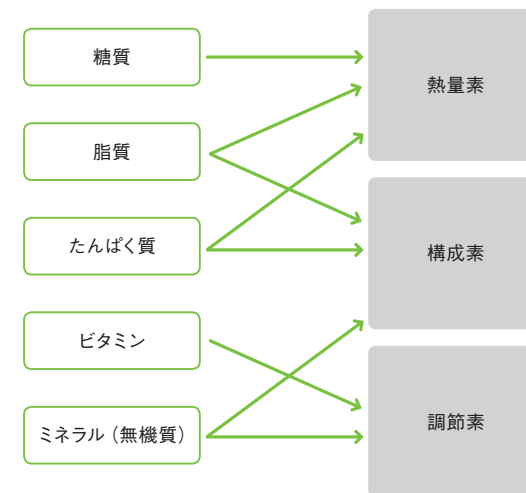 糖質
脂質
たんぱく質
ビタミン
ミネラル（無機質）
熱量素
構成素
調節素